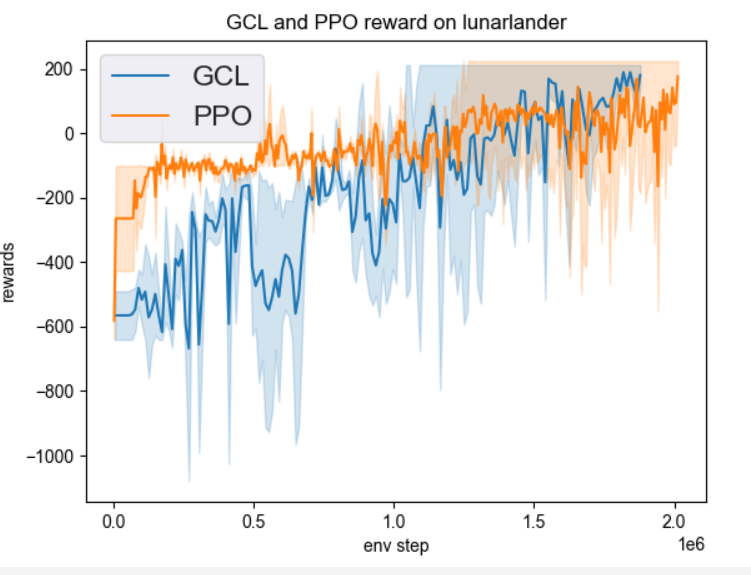 GCL and PPO reward on lunarlander
GCL
PPO
rewards
200
0
−200
−400
−600
−800
−1000
0.0 0.5 1.0 1.5 2.0
1e6
env step